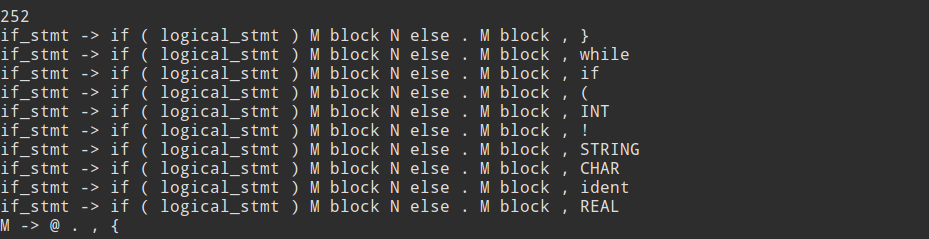 252
if_stmt -> if ( logical_stmt ) M block N else . M block , }
if_stmt -> if ( logical_stmt ) M block N else . M block , while
if_stmt -> if ( logical_stmt ) M block N else . M block , if
if_stmt -> if ( logical_stmt ) M block N else . M block , (
if_stmt -> if ( logical_stmt ) M block N else . M block , INT
if_stmt -> if ( logical_stmt ) M block N else . M block , !
if_stmt -> if ( logical_stmt ) M block N else . M block , STRING
if_stmt -> if ( logical_stmt ) M block N else . M block , CHAR
if_stmt -> if ( logical_stmt ) M block N else . M block , ident
if_stmt -> if ( logical_stmt ) M block N else . M block , REAL
M -> @ . , {